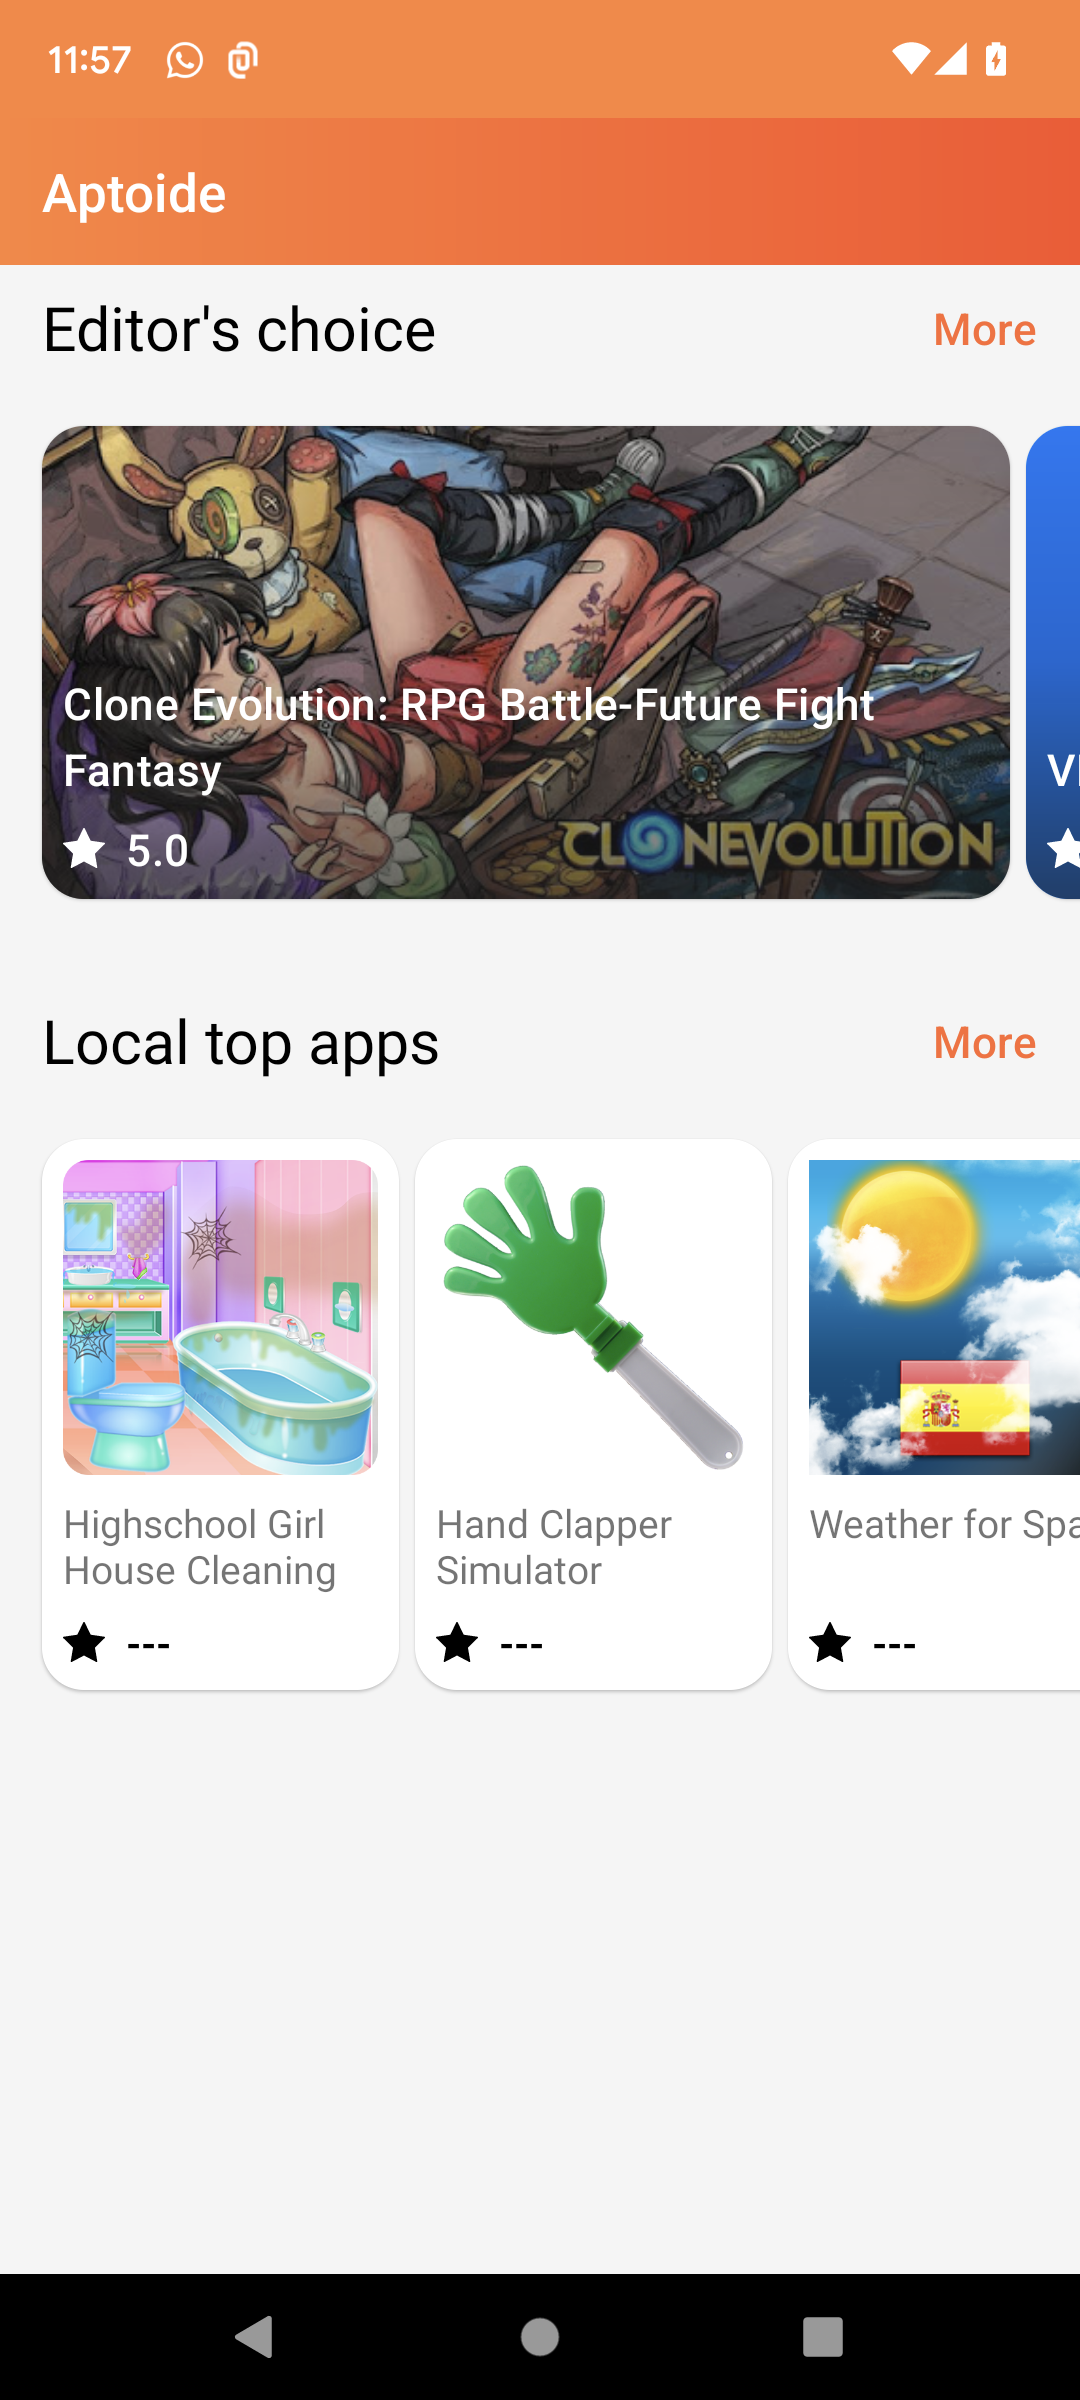 11:57
Aptoide
Editor's choice
More
Clone Evolution: RPG Battle-Future Fight
Fantasy
5.0
CLONEVOLUTION
Local top apps
More
Highschool Girl
House Cleaning
---
Hand Clapper
Simulator
---
Weather for Spa
---